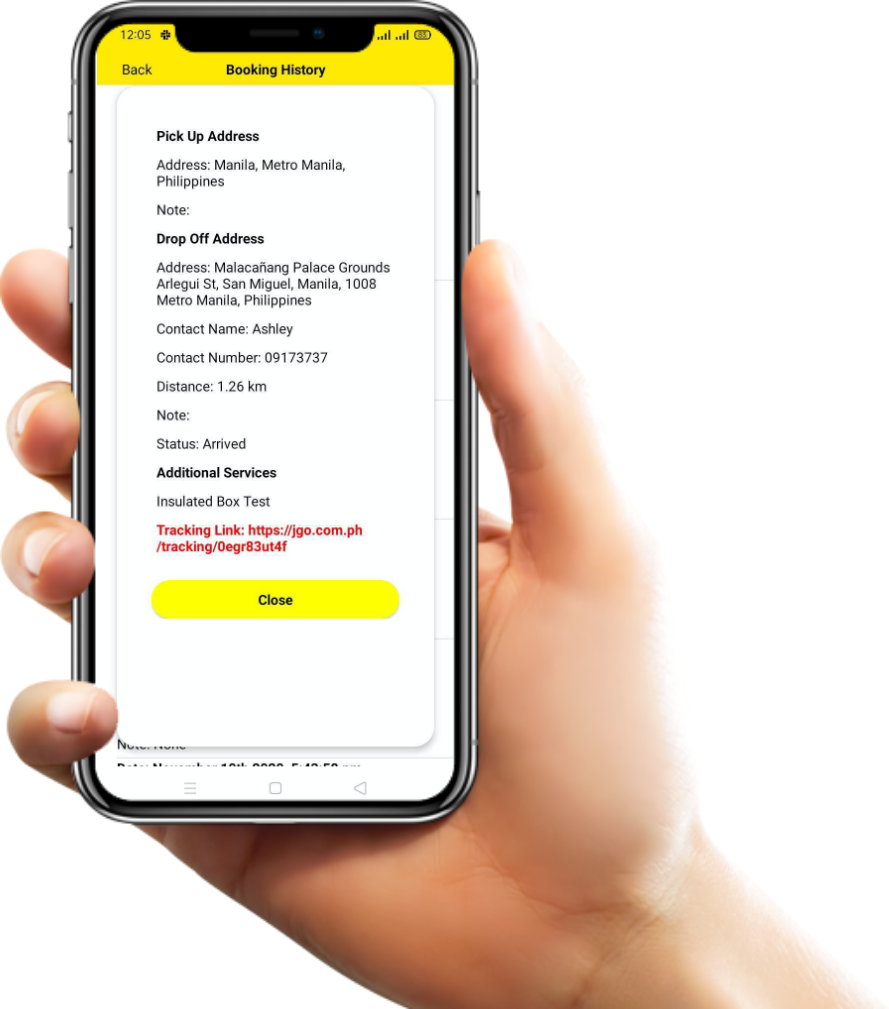 12:05
Back
Booking History
Pick Up Address
Address: Manila, Metro Manila,
Philippines
Note:
Drop Off Address
Address: Malacañang Palace Grounds
Arlegui St, San Miguel, Manila, 1008
Metro Manila, Philippines
Contact Name: Ashley
Contact Number: 09173737
Distance: 1.26 km
Note:
Status: Arrived
Additional Services
Insulated Box Test
Tracking Link: https://jgo.com.ph
/tracking/0egr83ut4f
Close
Note: None